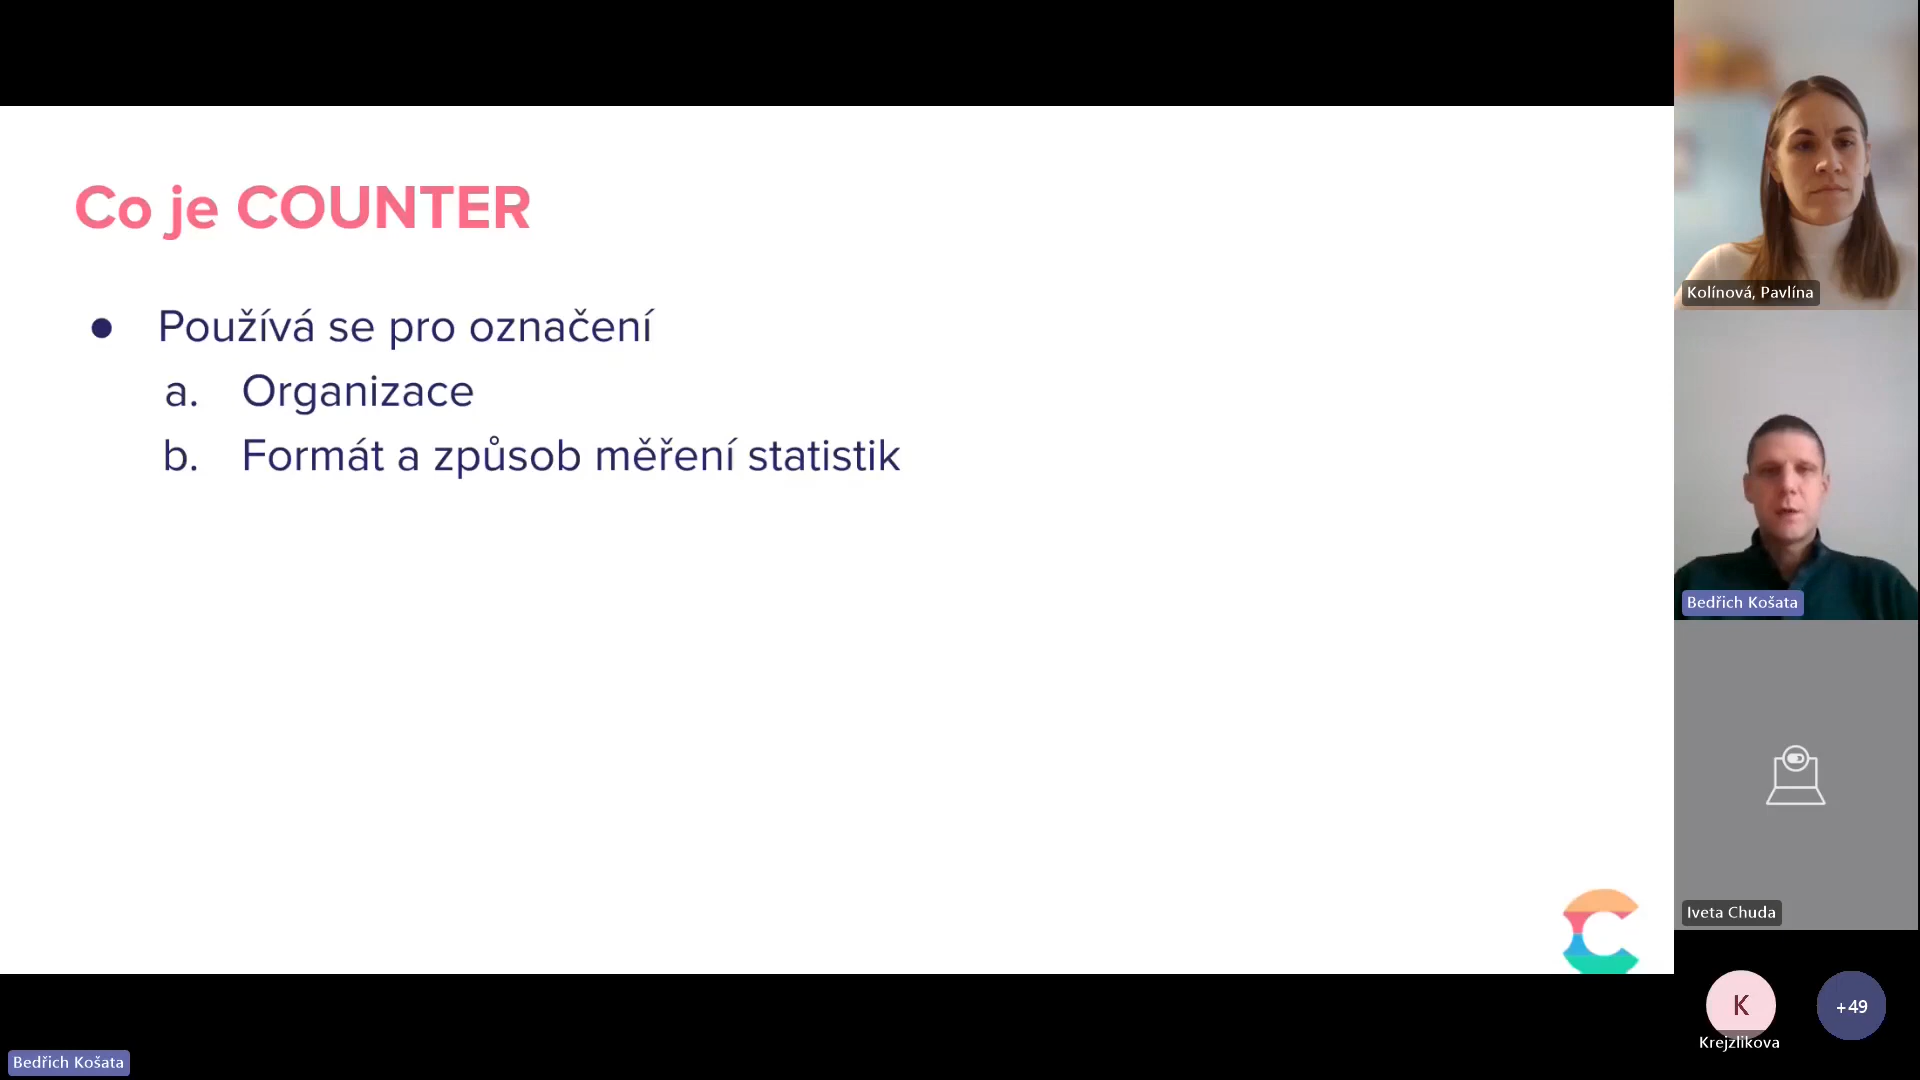 Co je COUNTER
● Používá se pro označení
a. Organizace
b. Formát a způsob měření statistik
Kolínová, Pavlína
Bedřich Košata
Iveta Chuda
K
+49
Krejzlikova
Bedřich Košata